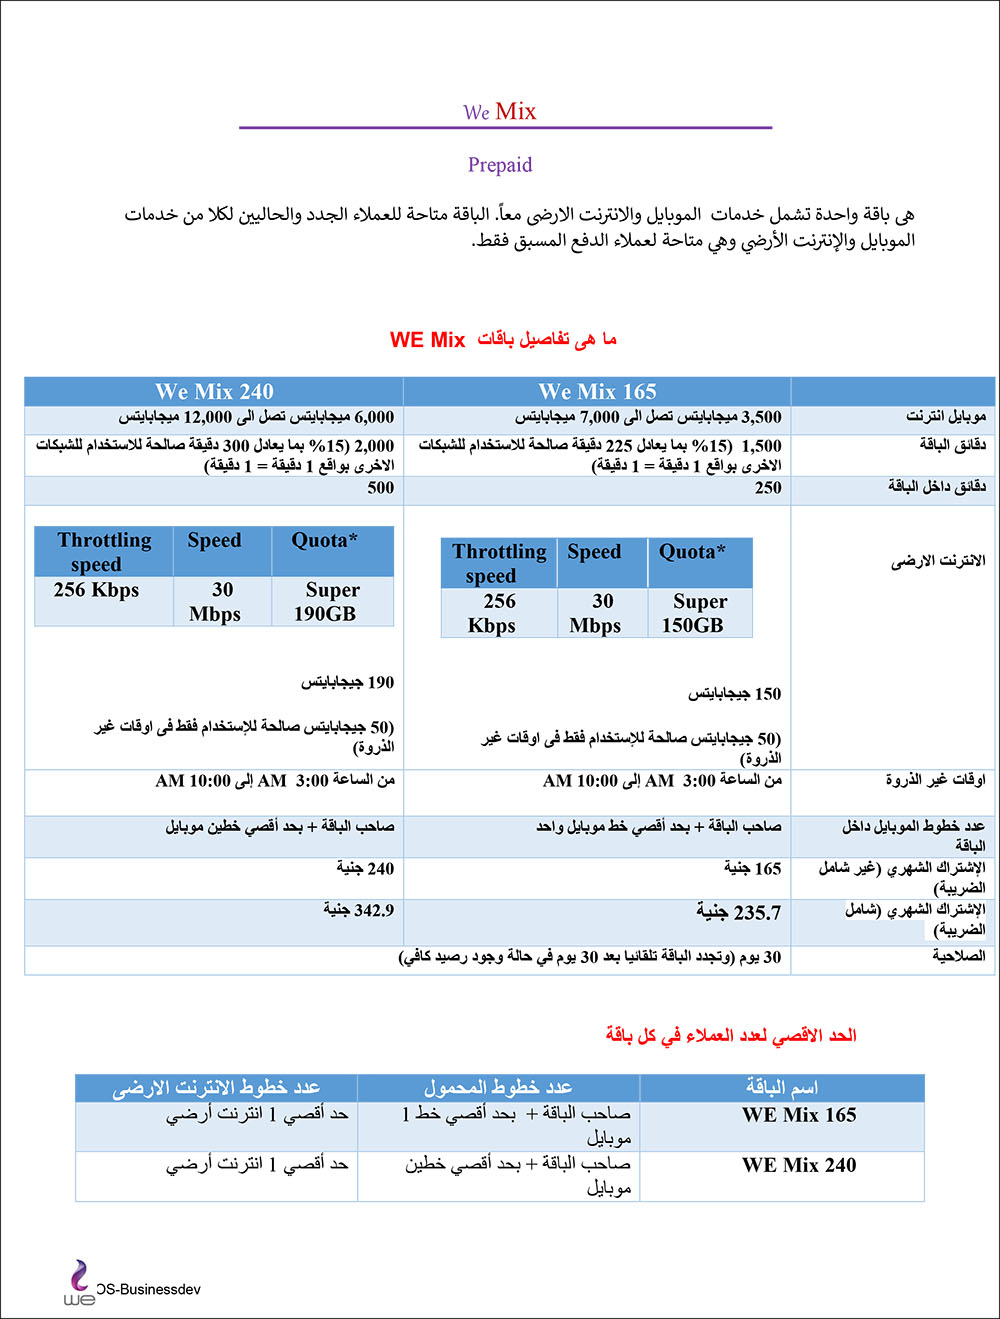 We Mix
Prepaid
هى باقة واحدة تشمل خدمات الموبايل والانترنت الارضى معاً. الباقة متاحة للعملاء الجدد والحاليين لكلا من خدمات
الموبايل والإنترنت الأرضي وهي متاحة لعملاء الدفع المسبق فقط.
ما هى تفاصيل باقات WE Mix
We Mix 165
We Mix 240
موبايل انترنت
3,500 ميجابايتس تصل الى 7,000 ميجابايتس
6,000 ميجابايتس تصل الى 12,000 ميجابايتس
دقائق الباقة
1,500 (15% بما يعادل 225 دقيقة صالحة للاستخدام للشبكات
الاخرى بواقع 1 دقيقة = 1 دقيقة)
2,000 (15% بما يعادل 300 دقيقة صالحة للاستخدام للشبكات
الاخرى بواقع 1 دقيقة = 1 دقيقة)
دقائق داخل الباقة
250
500
الانترنت الارضى
Throttling
speed
Speed
Quota*
256
Kbps
30
Mbps
Super
150GB
150 جيجابايتس
(50 جيجابايتس صالحة للإستخدام فقط فى اوقات غير
الذروة)
Throttling
speed
Speed
Quota*
256 Kbps
30
Mbps
Super
190GB
190 جيجابايتس
(50 جيجابايتس صالحة للإستخدام فقط فى اوقات غير
الذروة)
اوقات غير الذروة
من الساعة 3:00 AM إلى 10:00 AM
من الساعة 3:00 AM إلى 10:00 AM
عدد خطوط الموبايل داخل
الباقة
صاحب الباقة + بحد أقصي خط موبايل واحد
صاحب الباقة + بحد أقصي خطين موبايل
الإشتراك الشهري (غير شامل
الضريبة)
165 جنية
240 جنية
الإشتراك الشهري (شامل
الضريبة)
235.7 جنية
342.9 جنية
الصلاحية
30 يوم (وتجدد الباقة تلقائيا بعد 30 يوم في حالة وجود رصيد كافي)
الحد الاقصي لعدد العملاء في كل باقة
اسم الباقة
عدد خطوط المحمول
عدد خطوط الانترنت الارضى
WE Mix 165
صاحب الباقة + بحد أقصي خط 1
موبايل
حد أقصي 1 انترنت أرضي
WE Mix 240
صاحب الباقة + بحد أقصي خطين
موبايل
حد أقصي 1 انترنت أرضي
we
OS-Businessdev